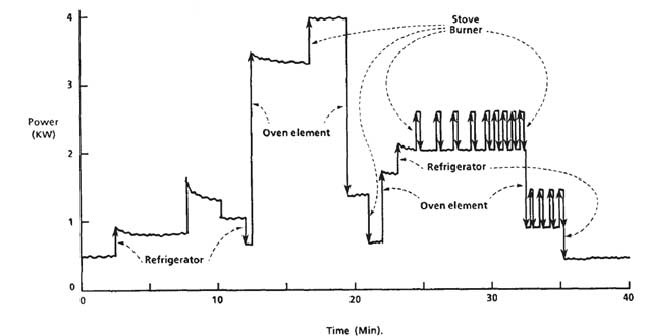 4
Stove
Burner
3
Power
(KW)
Oven element
2
Refrigerator
Oven element
1
Refrigerator
0
0
10
20
30
40
Time (Min).